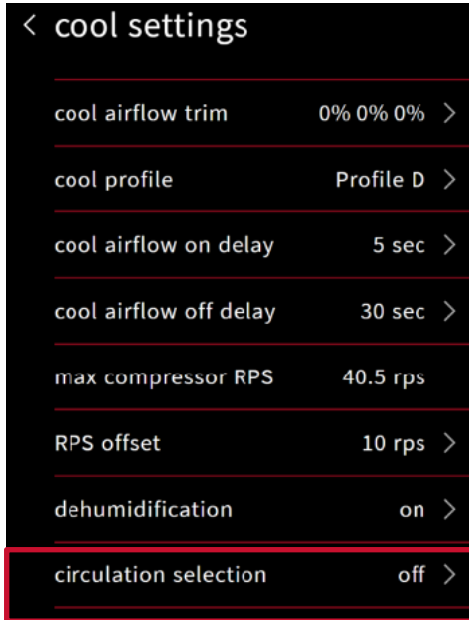 < cool settings
cool airflow trim 0% 0% 0% >
cool profile Profile D >
cool airflow on delay 5 sec >
cool airflow off delay 30 sec >
max compressor RPS 40.5 rps
RPS offset 10 rps >
dehumidification on >
circulation selection off >